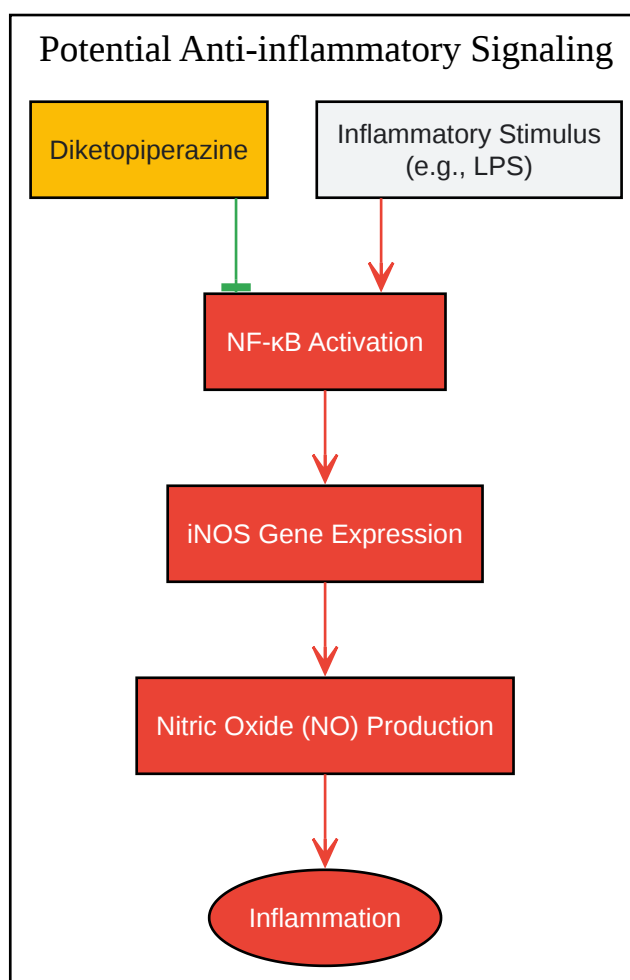 Potential Anti-inflammatory Signaling
Diketopiperazine
Inflammatory Stimulus
(e.g., LPS)
NF-κB Activation
iNOS Gene Expression
Nitric Oxide (NO) Production
Inflammation